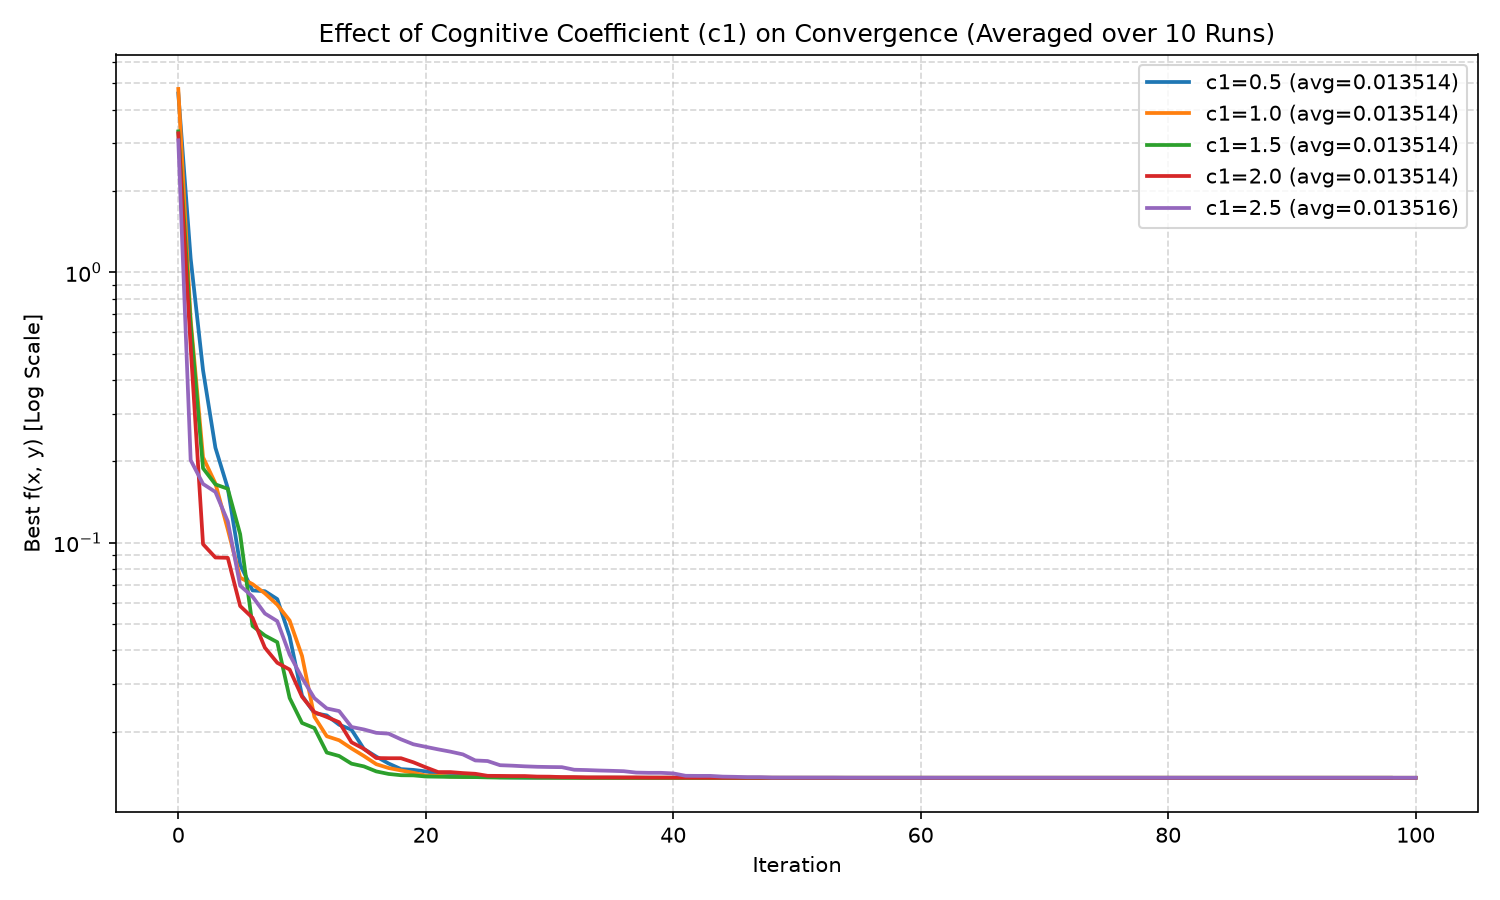 Effect of Cognitive Coefficient (c1) on Convergence (Averaged over 10 Runs)
c1=0.5 (avg=0.013514)
c1=1.0 (avg=0.013514)
c1=1.5 (avg=0.013514)
c1=2.0 (avg=0.013514)
c1=2.5 (avg=0.013516)
Best f(x, y) [Log Scale]
10⁰
10⁻¹
0 20 40 60 80 100
Iteration